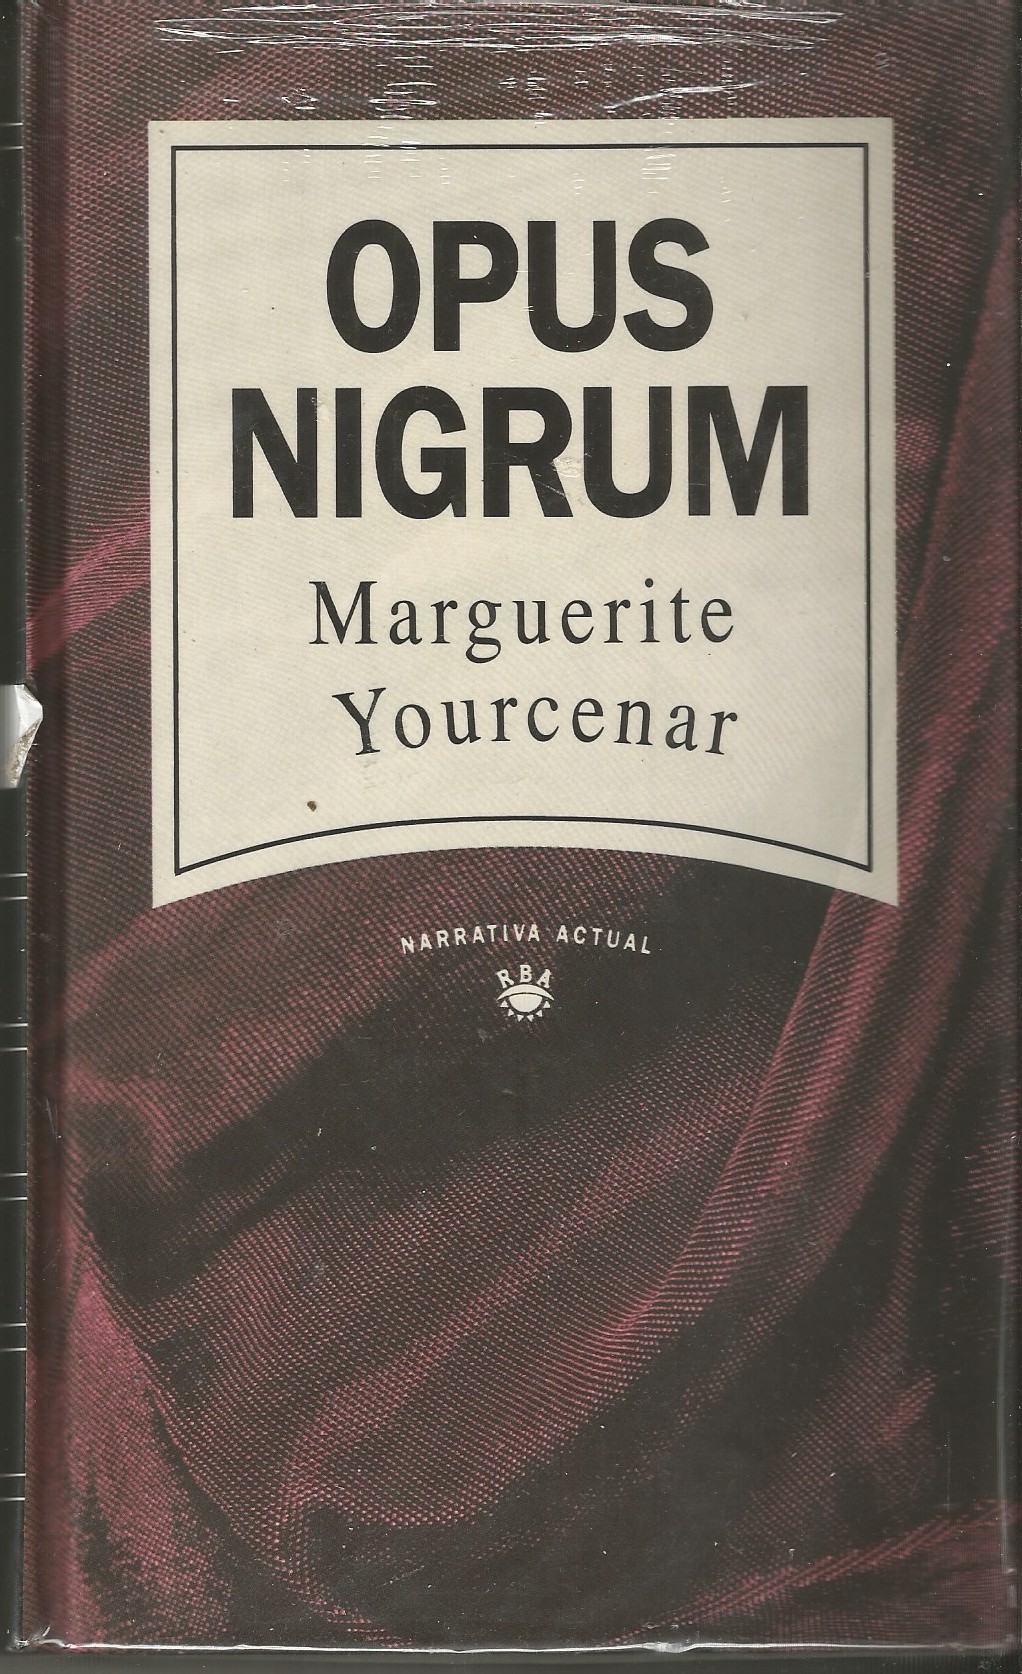 OPUS
NIGRUM
Marguerite
Yourcenar
NARRATIVA ACTUAL
RBA